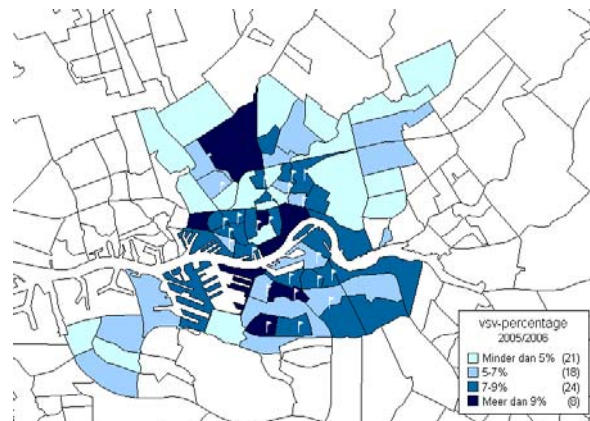 vsv-percentage
2005/2006
Minder dan 5% (21)
5-7% (18)
7-9% (24)
Meer dan 9% (8)